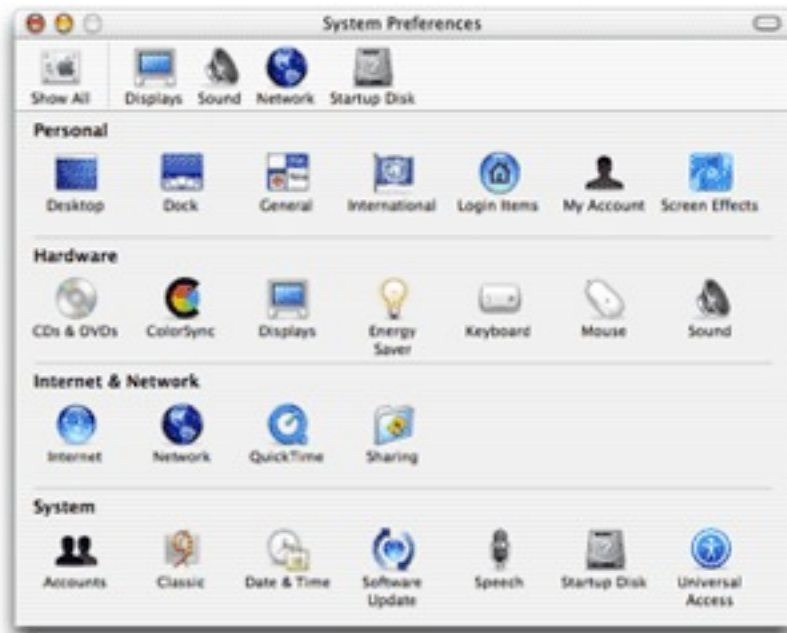 System Preferences
Show All Displays Sound Network Startup Disk
Personal
Desktop Dock General International Login Items My Account Screen Effects
Hardware
CDs & DVDs ColorSync Displays Energy Saver Keyboard Mouse Sound
Internet & Network
Internet Network QuickTime Sharing
System
Accounts Classic Date & Time Software Update Speech Startup Disk Universal Access